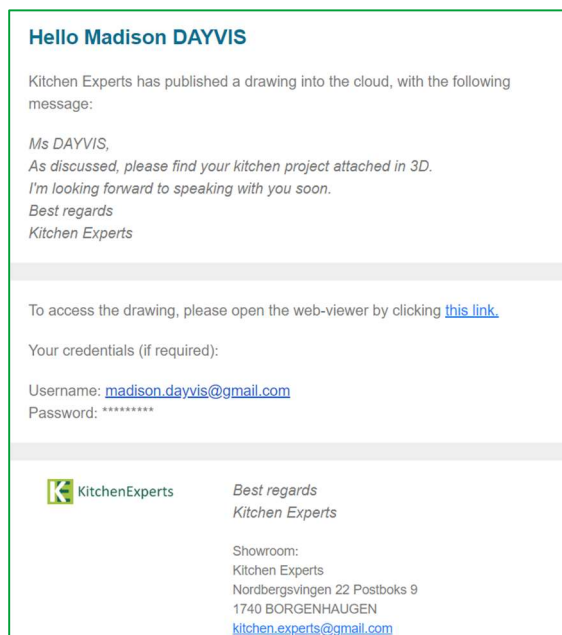 Hello Madison DAYVIS
Kitchen Experts has published a drawing into the cloud, with the following
message:
Ms DAYVIS,
As discussed, please find your kitchen project attached in 3D.
I'm looking forward to speaking with you soon.
Best regards
Kitchen Experts
To access the drawing, please open the web-viewer by clicking this link.
Your credentials (if required):
Username: madison.dayvis@gmail.com
Password: *********
KE KitchenExperts
Best regards
Kitchen Experts
Showroom:
Kitchen Experts
Nordbergsvingen 22 Postboks 9
1740 BORGENHAUGEN
kitchen.experts@gmail.com